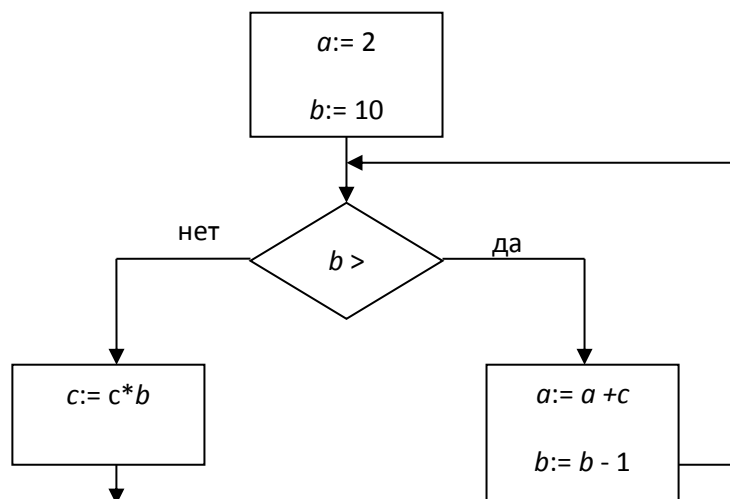 a:= 2
b:= 10
нет
да
b >
c:= c*b
a:= a +c
b:= b - 1